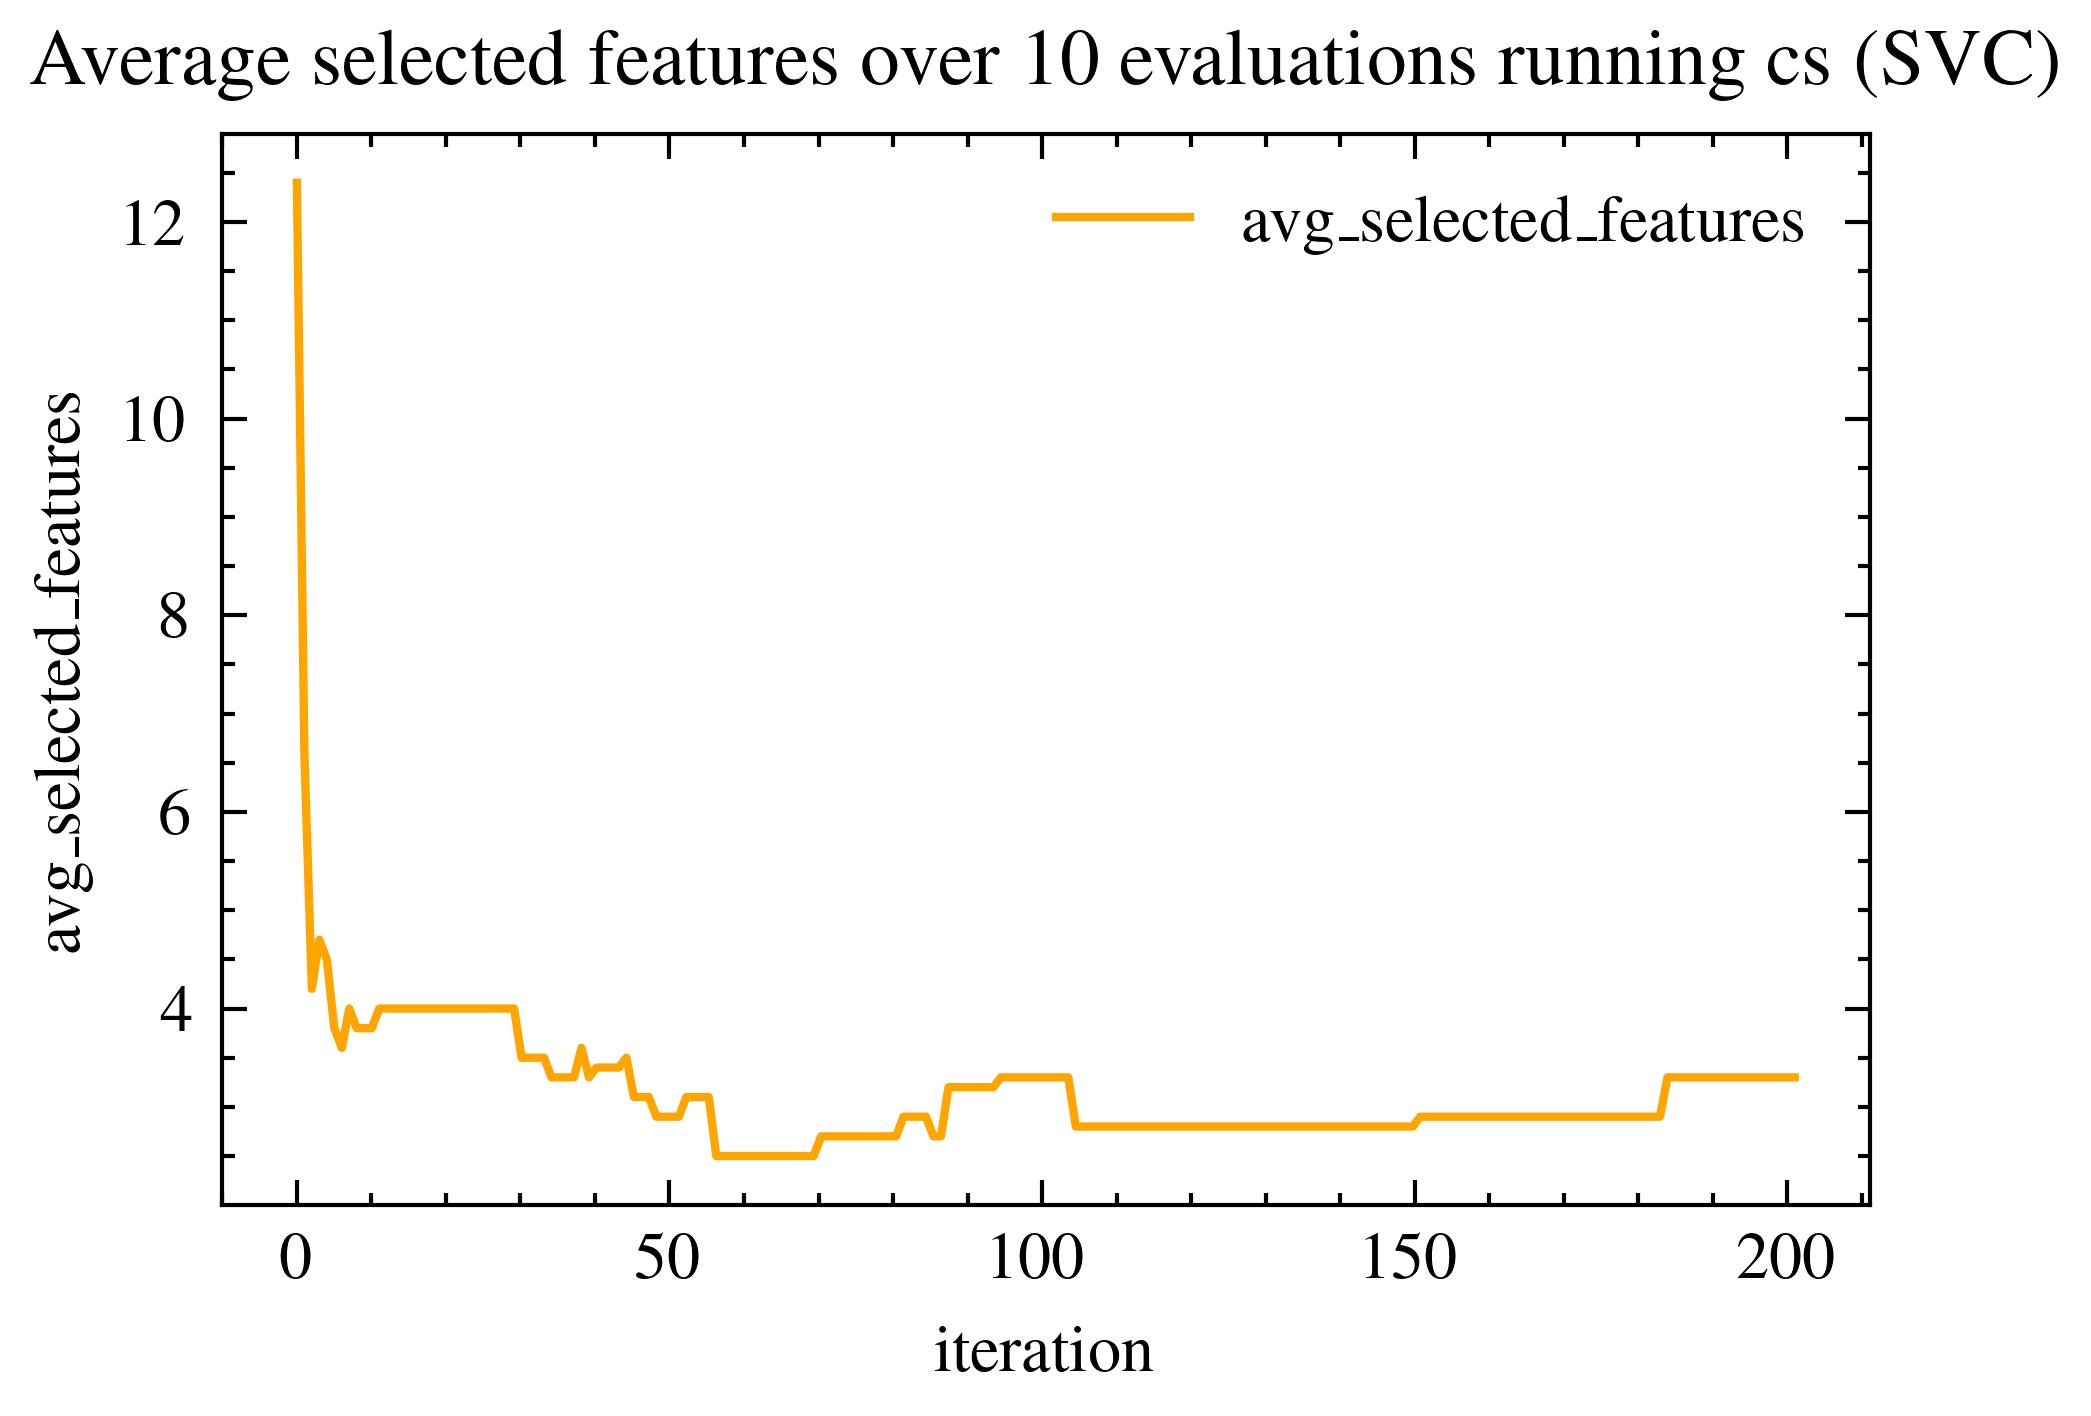 Average selected features over 10 evaluations running cs (SVC)
avg_selected_features
avg_selected_features
12
10
8
6
4
0 50 100 150 200
iteration